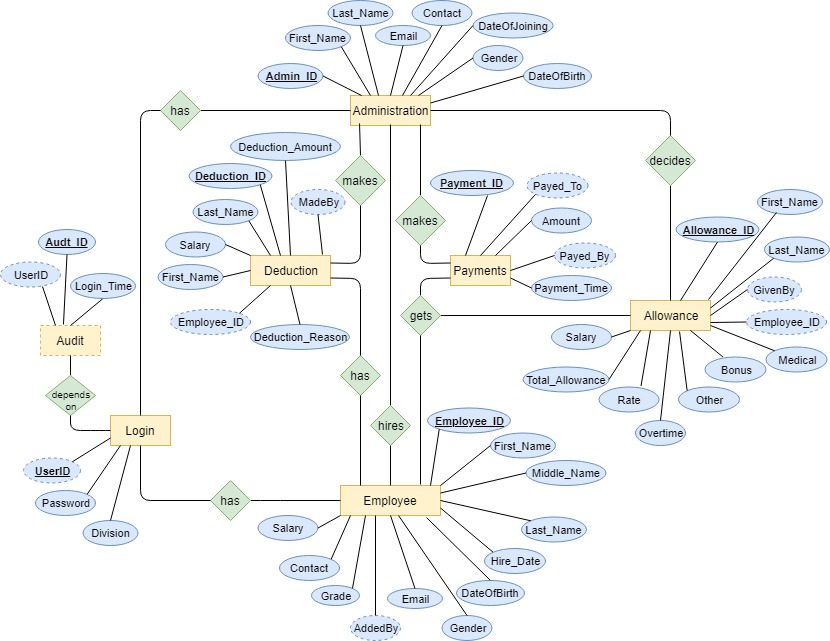 Last_Name
Contact
First_Name
Email
DateOfJoining
Gender
Admin_ID
DateOfBirth
has
Administration
Deduction_Amount
decides
Deduction_ID
makes
Payment_ID
Payed_To
MadeBy
First_Name
Last_Name
makes
Amount
Allowance_ID
Audt_ID
Salary
Last_Name
UserID
Login_Time
First_Name
Deduction
Payments
Payed_By
Payment_Time
GivenBy
Employee_ID
Deduction_Reason
gets
Allowance
Employee_ID
Audit
Salary
Medical
Bonus
has
Total_Allowance
Rate
Other
depends
on
Overtime
Login
hires
Employee_ID
First_Name
UserID
Middle_Name
Password
has
Employee
Division
Salary
Last_Name
Contact
Hire_Date
Grade
Email
DateOfBirth
AddedBy
Gender